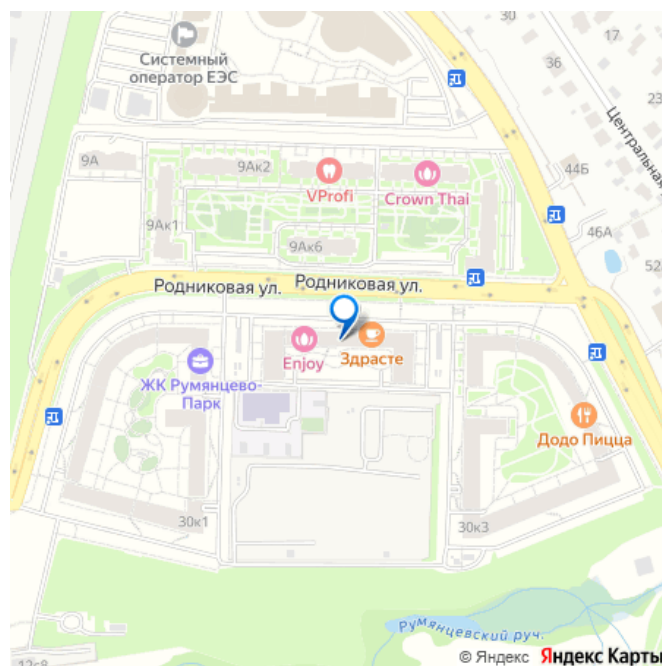 30
17
Системный
оператор ЕЭС
36
23
Центральная
9А
9Ак2
VProfi
Crown Thai
44Б
9Ак1
9Ак6
46А
52
Родниковая ул.
Родниковая ул.
Enjoy
Здрасте
ЖК Румянцево-
Парк
Додо Пицца
30к1
30к3
Румянцевский руч.
12с8
© Яндекс Яндекс Карты